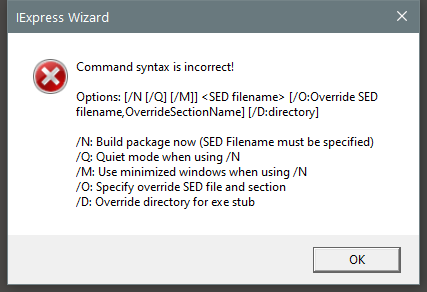 IExpress Wizard
Command syntax is incorrect!
Options: [/N [/Q] [/M]] <SED filename> [/O:Override SED
filename,OverrideSectionName] [/D:directory]
/N: Build package now (SED Filename must be specified)
/Q: Quiet mode when using /N
/M: Use minimized windows when using /N
/O: Specify override SED file and section
/D: Override directory for exe stub
OK